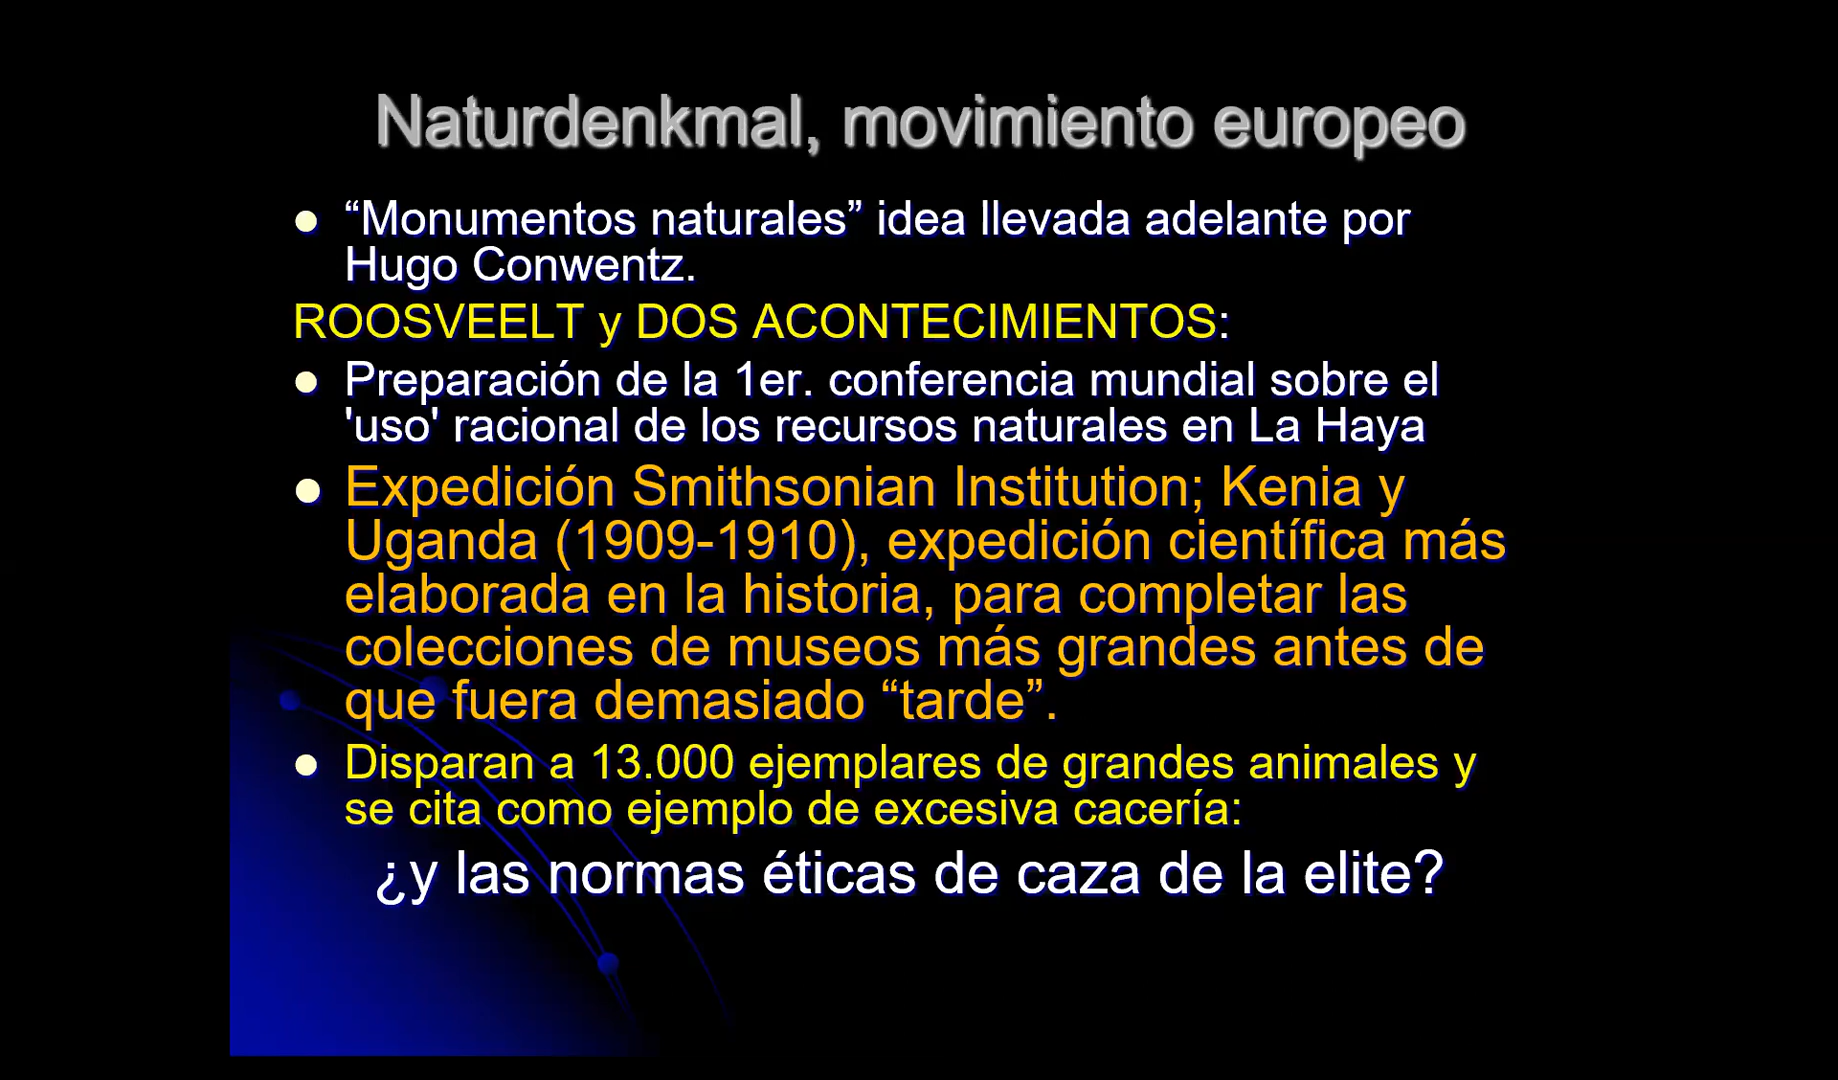 Naturdenkmal, movimiento europeo
“Monumentos naturales” idea llevada adelante por
Hugo Conwentz.
ROOSVEELT y DOS ACONTECIMIENTOS:
Preparación de la 1er. conferencia mundial sobre el
'uso' racional de los recursos naturales en La Haya
Expedición Smithsonian Institution; Kenia y
Uganda (1909-1910), expedición científica más
elaborada en la historia, para completar las
colecciones de museos más grandes antes de
que fuera demasiado “tarde”.
Disparan a 13.000 ejemplares de grandes animales y
se cita como ejemplo de excesiva cacería:
¿y las normas éticas de caza de la elite?